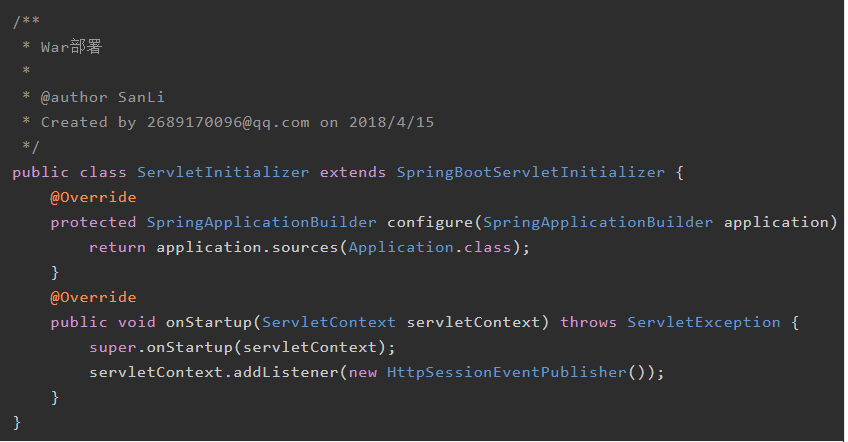 /**
 * War部署
 *
 * @author SanLi
 * Created by 2689170096@qq.com on 2018/4/15
 */
public class ServletInitializer extends SpringBootServletInitializer {
    @Override
    protected SpringApplicationBuilder configure(SpringApplicationBuilder application)
        return application.sources(Application.class);
    }
    @Override
    public void onStartup(ServletContext servletContext) throws ServletException {
        super.onStartup(servletContext);
        servletContext.addListener(new HttpSessionEventPublisher());
    }
}